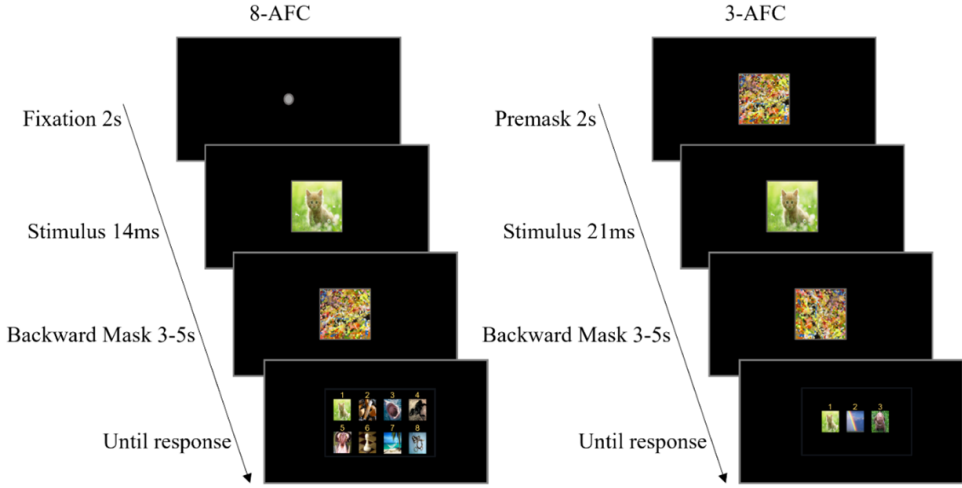 8-AFC
Fixation 2s
Stimulus 14ms
Backward Mask 3-5s
1 2 3 4
5 6 7 8
Until response
3-AFC
Premask 2s
Stimulus 21ms
Backward Mask 3-5s
1 2 3
Until response